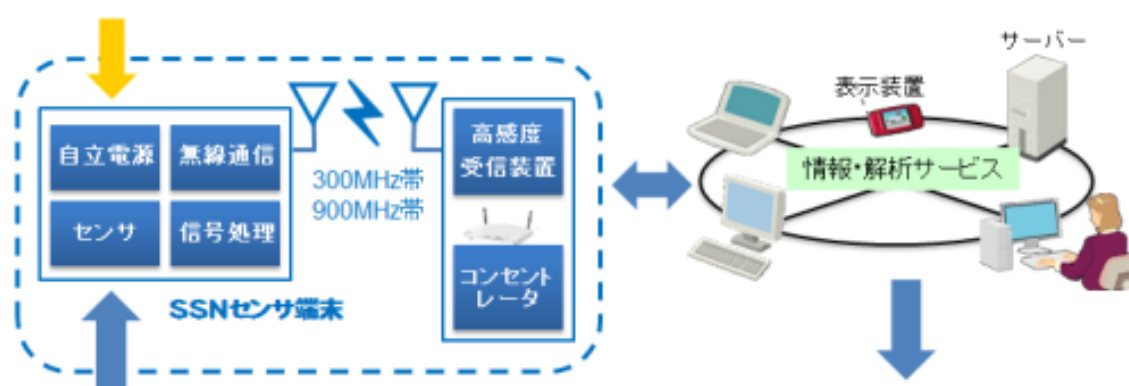 自立電源
無線通信
センサ
信号処理
SSNセンサ端末
300MHz帯
900MHz帯
高感度
受信装置
コンセント
レータ
サーバー
表示装置
情報・解析サービス